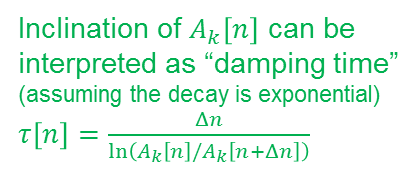 Inclination of A_k[n] can be
interpreted as “damping time”
(assuming the decay is exponential)
τ[n] = Δn / ln(A_k[n]/A_k[n+Δn])